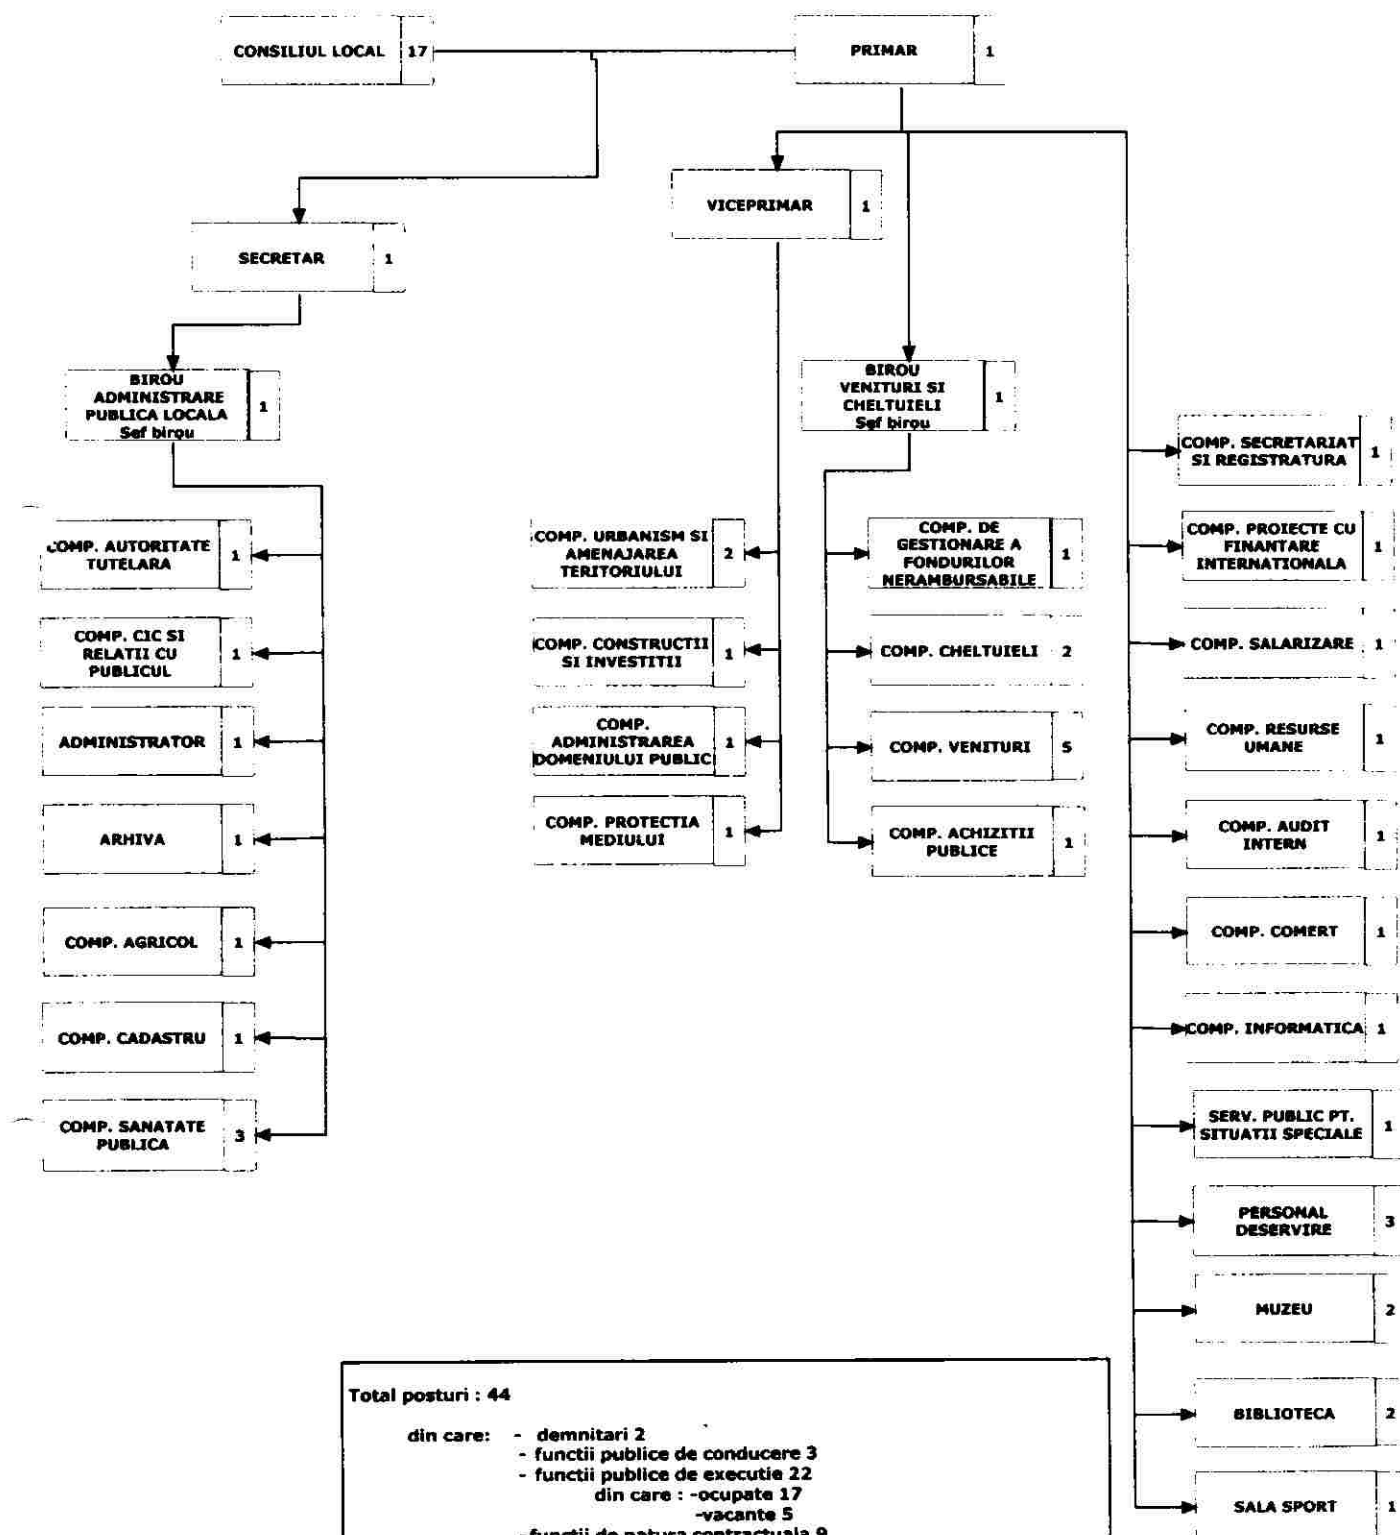 CONSILIUL LOCAL 17
PRIMAR 1
VICEPRIMAR 1
SECRETAR 1
BIROU
ADMINISTRARE
PUBLICA LOCALA
Sef birou
1
BIROU
VENITURI SI
CHELTUIELI
Sef birou
1
COMP. AUTORITATE
TUTELARA
1
COMP. CIC SI
RELATII CU
PUBLICUL
1
ADMINISTRATOR 1
ARHIVA 1
COMP. AGRICOL 1
COMP. CADASTRU 1
COMP. SANATATE
PUBLICA
3
COMP. URBANISM SI
AMENAJAREA
TERITORIULUI
2
COMP. CONSTRUCTII
SI INVESTITII
1
COMP.
ADMINISTRAREA
DOMENIULUI PUBLIC
1
COMP. PROTECTIA
MEDIULUI
1
COMP. DE
GESTIONARE A
FONDURILOR
NERAMBURSABILE
1
COMP. CHELTUIELI 2
COMP. VENITURI 5
COMP. ACHIZITII
PUBLICE
1
COMP. SECRETARIAT
SI REGISTRATURA
1
COMP. PROIECTE CU
FINANTARE
INTERNATIONALA
1
COMP. SALARIZARE 1
COMP. RESURSE
UMANE
1
COMP. AUDIT
INTERN
1
COMP. COMERT 1
COMP. INFORMATICA 1
SERV. PUBLIC PT.
SITUATII SPECIALE
1
PERSONAL
DESERVIRE
3
MUZEU 2
BIBLIOTECA 2
SALA SPORT 1
Total posturi : 44
din care: - demnitari 2
- functii publice de conducere 3
- functii publice de executie 22
din care : -ocupate 17
-vacante 5
-functii de natura contractuala 9